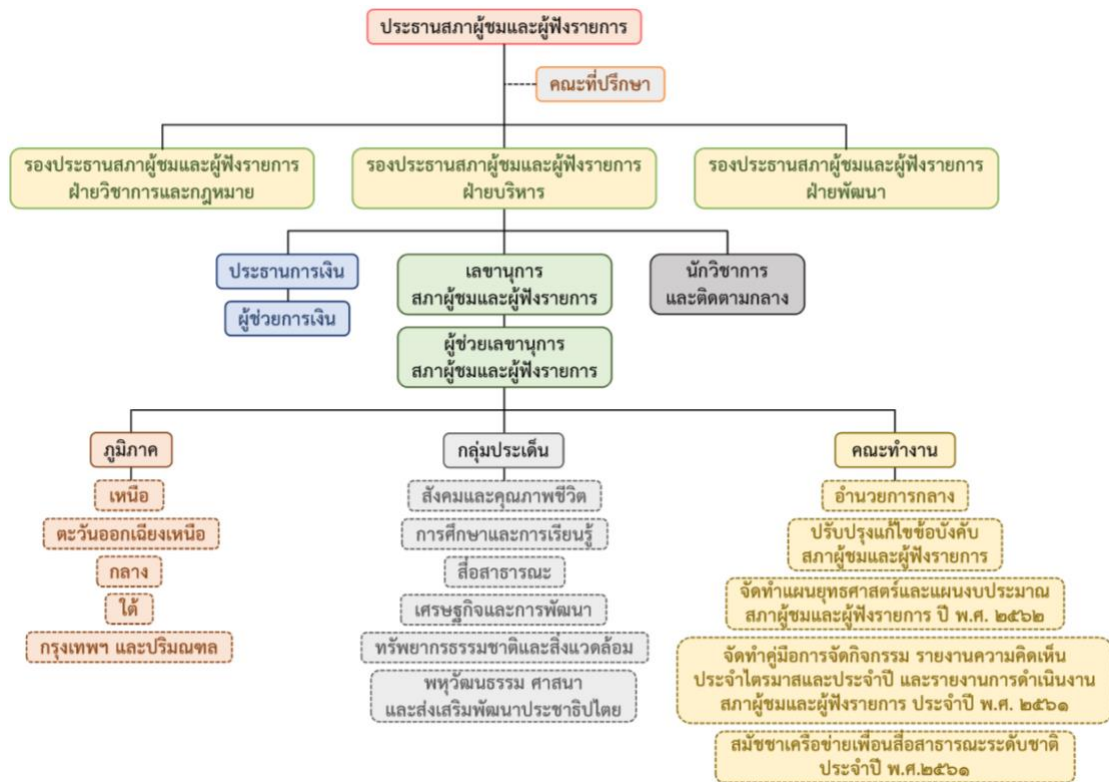 ประธานสภาผู้ชมและผู้ฟังรายการ
คณะที่ปรึกษา
รองประธานสภาผู้ชมและผู้ฟังรายการ
ฝ่ายวิชาการและกฎหมาย
รองประธานสภาผู้ชมและผู้ฟังรายการ
ฝ่ายบริหาร
รองประธานสภาผู้ชมและผู้ฟังรายการ
ฝ่ายพัฒนา
ประธานการเงิน
ผู้ช่วยการเงิน
เลขานุการ
สภาผู้ชมและผู้ฟังรายการ
นักวิชาการ
และติดตามกลาง
ผู้ช่วยเลขานุการ
สภาผู้ชมและผู้ฟังรายการ
ภูมิภาค
เหนือ
ตะวันออกเฉียงเหนือ
กลาง
ใต้
กรุงเทพฯ และปริมณฑล
กลุ่มประเด็น
สังคมและคุณภาพชีวิต
การศึกษาและการเรียนรู้
สื่อสาธารณะ
เศรษฐกิจและการพัฒนา
ทรัพยากรธรรมชาติและสิ่งแวดล้อม
พหุวัฒนธรรม ศาสนา
และส่งเสริมพัฒนาประชาธิปไตย
คณะทำงาน
อำนวยการกลาง
ปรับปรุงแก้ไขข้อบังคับ
สภาผู้ชมและผู้ฟังรายการ
จัดทำแผนยุทธศาสตร์และแผนงบประมาณ
สภาผู้ชมและผู้ฟังรายการ ปี พ.ศ. ๒๕๖๒
จัดทำคู่มือการจัดกิจกรรม รายงานความคิดเห็น
ประจำไตรมาสและประจำปี และรายงานการดำเนินงาน
สภาผู้ชมและผู้ฟังรายการ ประจำปี พ.ศ. ๒๕๖๑
สมัชชาเครือข่ายเพื่อนสื่อสาธารณะระดับชาติ
ประจำปี พ.ศ.๒๕๖๑